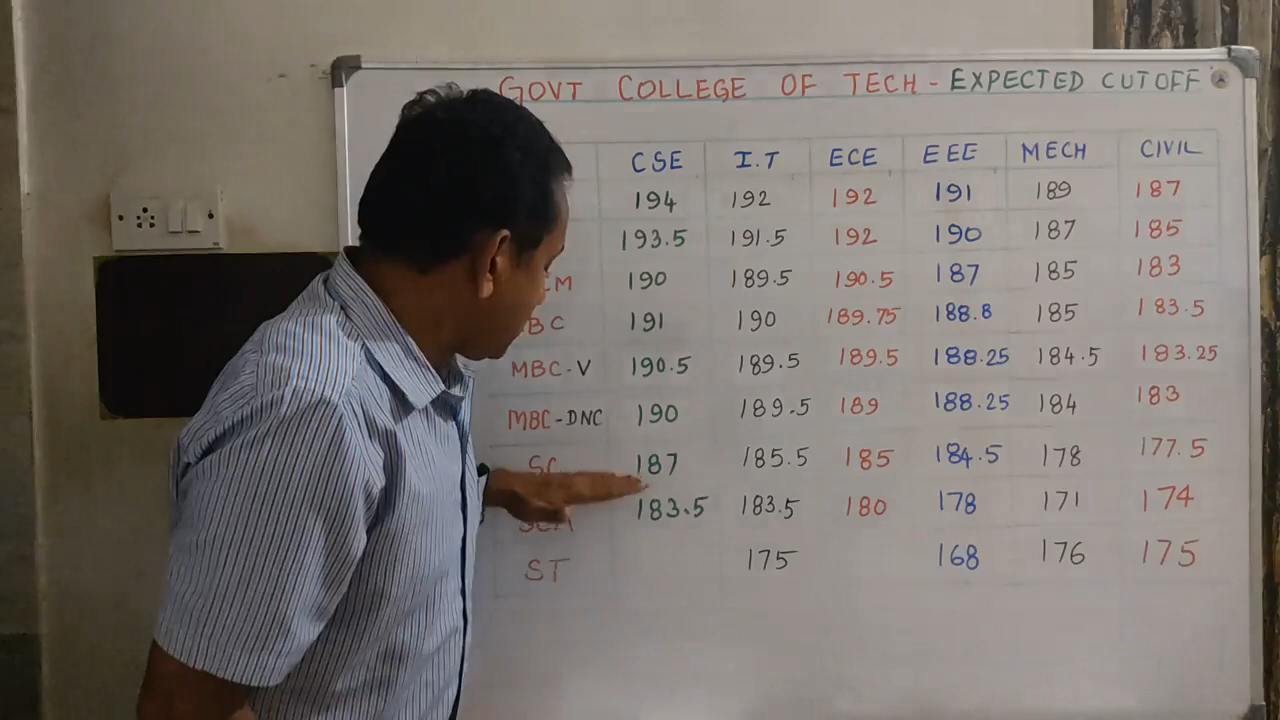 GOVT COLLEGE OF TECH - EXPECTED CUTOFF
CSE I.T ECE EEE MECH CIVIL
194 192 192 191 189 187
193.5 191.5 192 190 187 185
CM 190 189.5 190.5 187 185 183
BC 191 190 189.75 188.8 185 183.5
MBC-V 190.5 189.5 189.5 188.25 184.5 183.25
MBC-DNC 190 189.5 189 188.25 184 183
SC 187 185.5 185 184.5 178 177.5
183.5 183.5 180 178 171 174
ST 175 168 176 175